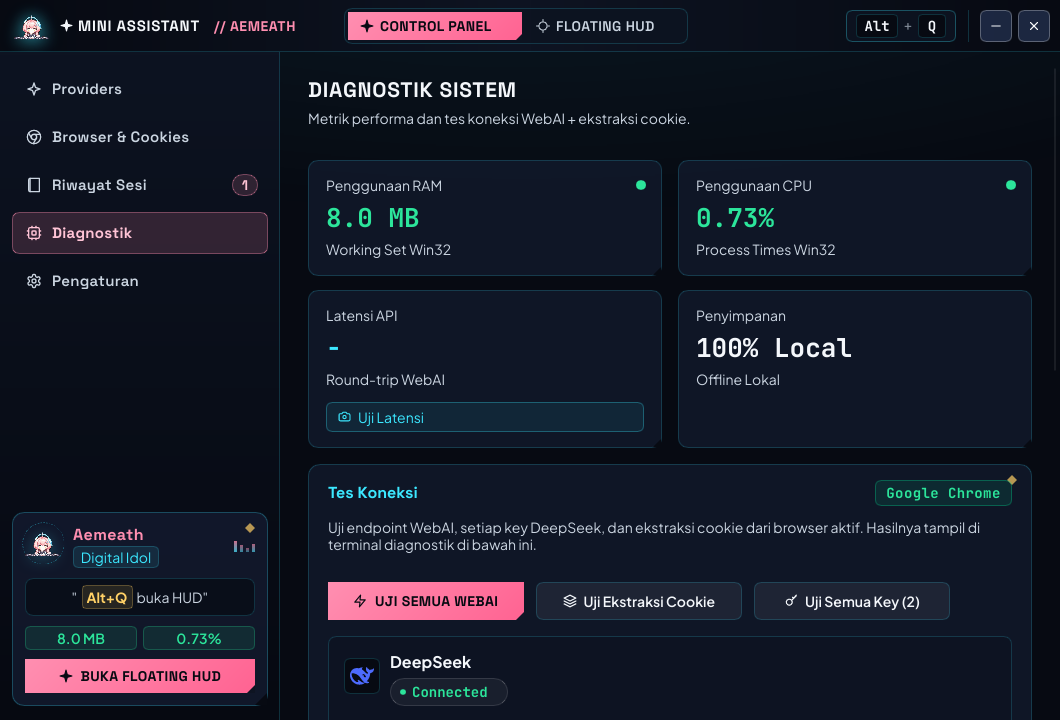 MINI ASSISTANT // AEMEATH
CONTROL PANEL
FLOATING HUD
Alt + Q
Providers
Browser & Cookies
Riwayat Sesi 1
Diagnostik
Pengaturan
DIAGNOSTIK SISTEM
Metrik performa dan tes koneksi WebAI + ekstraksi cookie.
Penggunaan RAM
8.0 MB
Working Set Win32
Penggunaan CPU
0.73%
Process Times Win32
Latensi API
-
Round-trip WebAI
Uji Latensi
Penyimpanan
100% Local
Offline Lokal
Tes Koneksi
Google Chrome
Uji endpoint WebAI, setiap key DeepSeek, dan ekstraksi cookie dari browser aktif. Hasilnya tampil di
terminal diagnostik di bawah ini.
UJI SEMUA WEBAI
Uji Ekstraksi Cookie
Uji Semua Key (2)
DeepSeek
Connected
Aemeath
Digital Idol
" Alt+Q buka HUD"
8.0 MB
0.73%
BUKA FLOATING HUD